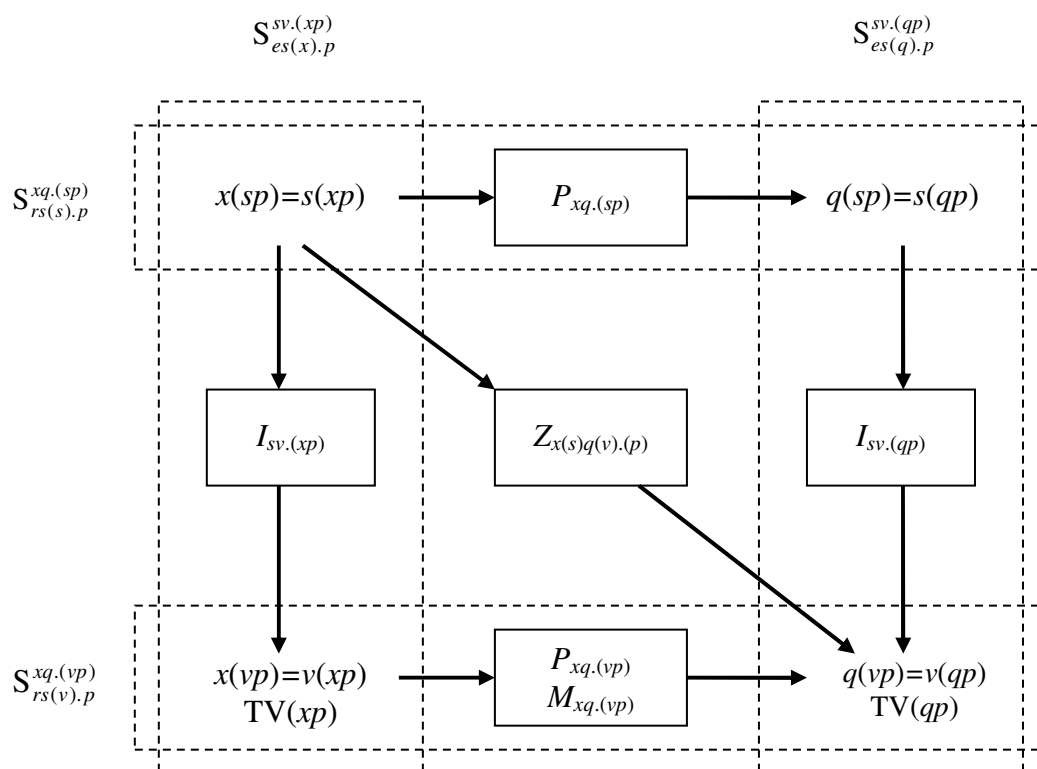 S^{sv.(xp)}_{es(x).p} S^{sv.(qp)}_{es(q).p}
S^{xq.(sp)}_{rs(s).p} x(sp)=s(xp) P_{xq.(sp)} q(sp)=s(qp)
I_{sv.(xp)} Z_{x(s)q(v).(p)} I_{sv.(qp)}
S^{xq.(vp)}_{rs(v).p} x(vp)=v(xp) P_{xq.(vp)} q(vp)=v(qp)
TV(xp) M_{xq.(vp)} TV(qp)